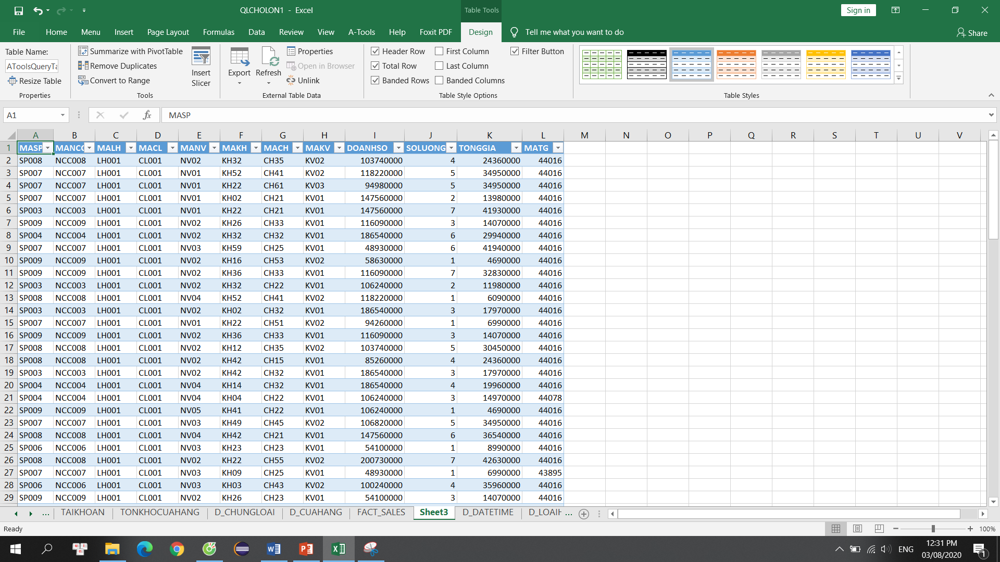 QLCHOLON1 - Excel
Table Tools
Sign in
File Home Menu Insert Page Layout Formulas Data Review View A-Tools Help Foxit PDF Design Tell me what you want to do Share
Table Name:
AToolsQueryTa
Resize Table
Properties
Summarize with PivotTable
Remove Duplicates
Convert to Range
Tools
Insert
Slicer
Export
Refresh
Properties
Open in Browser
Unlink
External Table Data
Header Row First Column Filter Button
Total Row Last Column
Banded Rows Banded Columns
Table Style Options
Table Styles
A1 fx MASP
A B C D E F G H I J K L M N O P Q R S T U V
1 MASP MANCC MALH MACL MANV MAKH MACH MAKV DOANHSO SOLUONG TONGGIA MATG
2 SP008 NCC008 LH001 CL001 NV02 KH32 CH35 KV02 103740000 4 24360000 44016
3 SP007 NCC007 LH001 CL001 NV01 KH52 CH41 KV02 118220000 5 34950000 44016
4 SP007 NCC007 LH001 CL001 NV01 KH22 CH61 KV03 94980000 5 34950000 44016
5 SP007 NCC007 LH001 CL001 NV01 KH02 CH21 KV01 147560000 2 13980000 44016
6 SP003 NCC003 LH001 CL001 NV01 KH22 CH21 KV01 147560000 7 41930000 44016
7 SP009 NCC009 LH001 CL001 NV02 KH26 CH33 KV01 116090000 3 14070000 44016
8 SP004 NCC004 LH001 CL001 NV02 KH32 CH32 KV01 186540000 6 29940000 44016
9 SP007 NCC007 LH001 CL001 NV03 KH59 CH25 KV01 48930000 6 41940000 44016
10 SP009 NCC009 LH001 CL001 NV02 KH16 CH53 KV02 58630000 1 4690000 44016
11 SP009 NCC009 LH001 CL001 NV02 KH36 CH33 KV01 116090000 7 32830000 44016
12 SP003 NCC003 LH001 CL001 NV02 KH32 CH22 KV01 106240000 2 11980000 44016
13 SP008 NCC008 LH001 CL001 NV04 KH52 CH41 KV02 118220000 1 6090000 44016
14 SP003 NCC003 LH001 CL001 NV02 KH02 CH32 KV01 186540000 3 17970000 44016
15 SP007 NCC007 LH001 CL001 NV01 KH22 CH51 KV02 94260000 1 6990000 44016
16 SP009 NCC009 LH001 CL001 NV02 KH36 CH33 KV01 116090000 3 14070000 44016
17 SP008 NCC008 LH001 CL001 NV02 KH12 CH35 KV02 103740000 5 30450000 44016
18 SP008 NCC008 LH001 CL001 NV02 KH42 CH15 KV01 85260000 4 24360000 44016
19 SP003 NCC003 LH001 CL001 NV02 KH42 CH32 KV01 186540000 3 17970000 44016
20 SP004 NCC004 LH001 CL001 NV04 KH14 CH32 KV01 186540000 4 19960000 44016
21 SP004 NCC004 LH001 CL001 NV04 KH04 CH22 KV01 106240000 3 14970000 44078
22 SP009 NCC009 LH001 CL001 NV05 KH41 CH22 KV01 106240000 1 4690000 44016
23 SP007 NCC007 LH001 CL001 NV03 KH49 CH45 KV02 106820000 5 34950000 44016
24 SP008 NCC008 LH001 CL001 NV04 KH42 CH21 KV01 147560000 6 36540000 44016
25 SP006 NCC006 LH001 CL001 NV03 KH23 CH23 KV01 54100000 1 8990000 44016
26 SP008 NCC008 LH001 CL001 NV02 KH22 CH55 KV02 200730000 7 42630000 44016
27 SP007 NCC007 LH001 CL001 NV03 KH09 CH25 KV01 48930000 1 6990000 43895
28 SP006 NCC006 LH001 CL001 NV03 KH03 CH43 KV02 100240000 4 35960000 44016
29 SP009 NCC009 LH001 CL001 NV02 KH26 CH23 KV01 54100000 3 14070000 44016
... TAIKHOAN TONKHOCUAHANG D_CHUNGLOAI D_CUAHANG FACT_SALES Sheet3 D_DATETIME D_LOAIH ...
Ready 100%
ENG
12:31 PM
03/08/2020
1